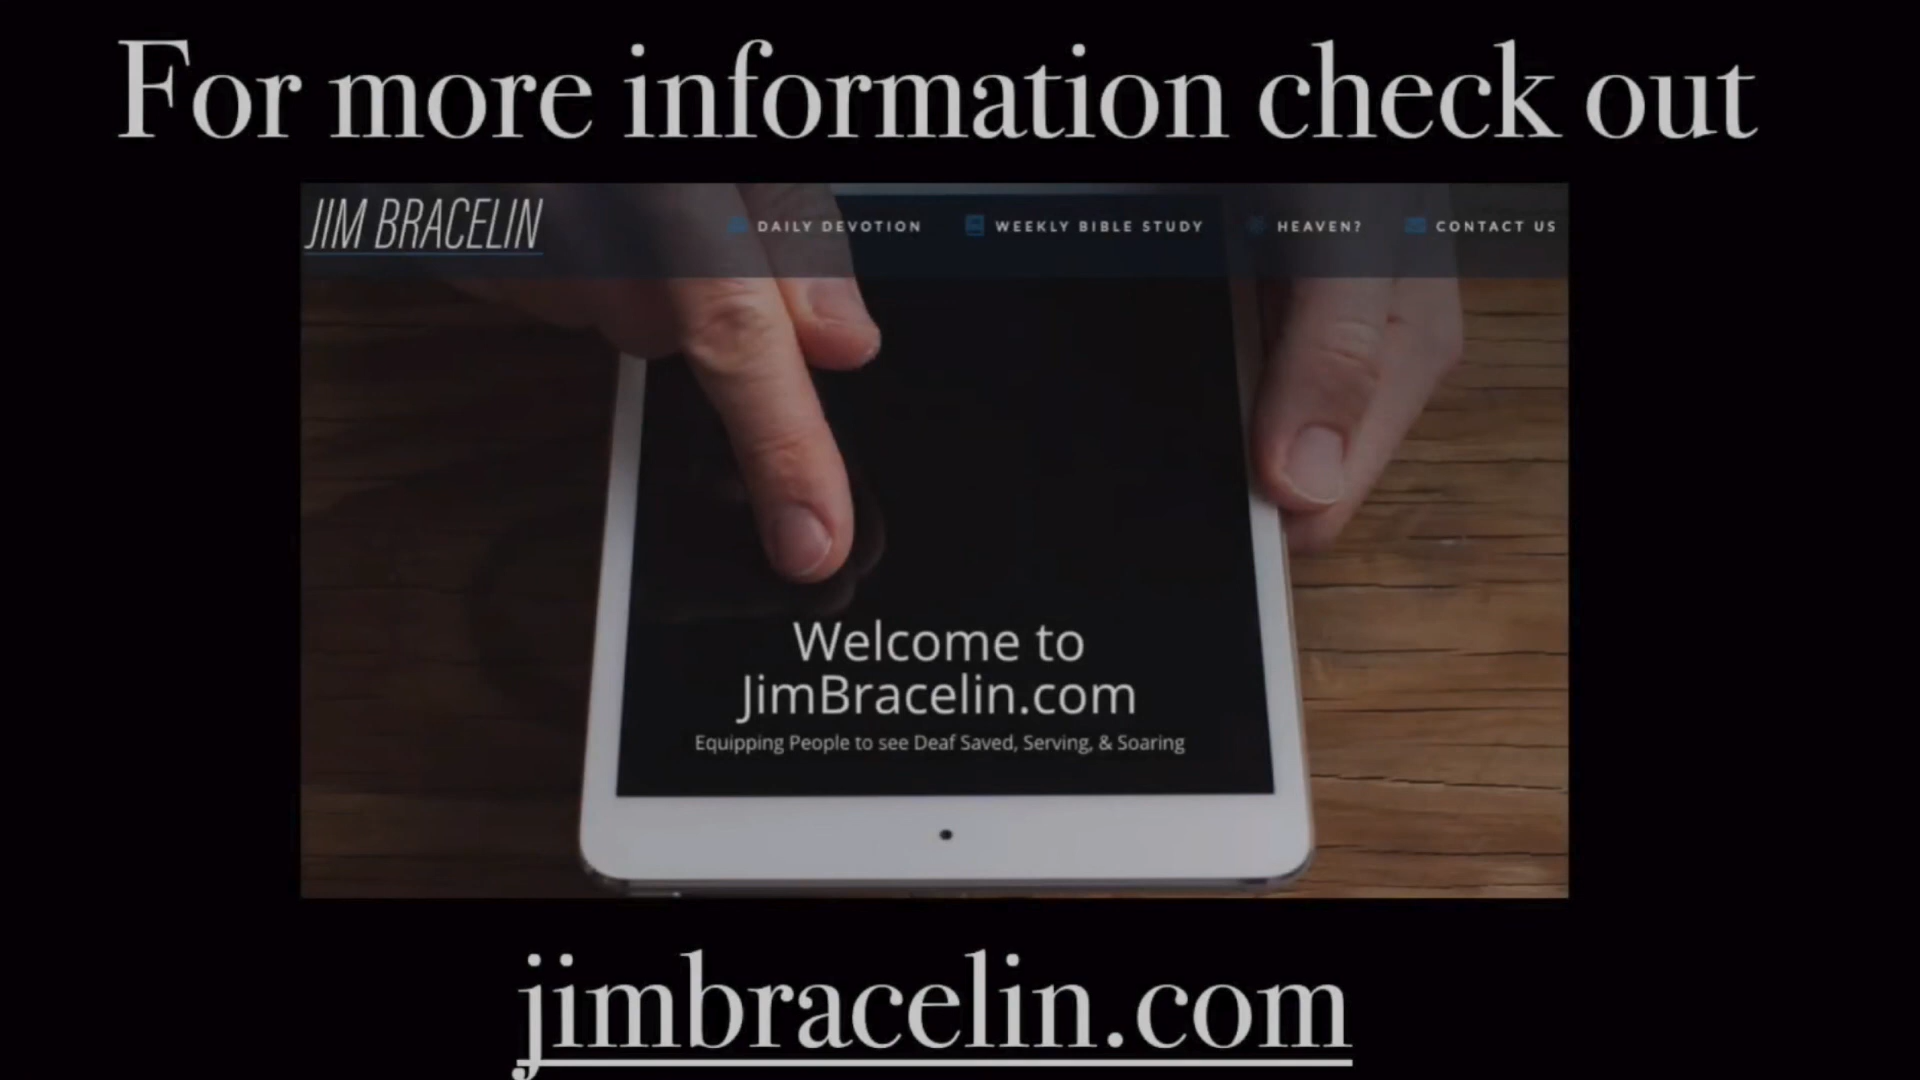 For more information check out
JIM BRACELIN
DAILY DEVOTION
WEEKLY BIBLE STUDY
HEAVEN?
CONTACT US
Welcome to
JimBracelin.com
Equipping People to see Deaf Saved, Serving, & Soaring
jimbracelin.com